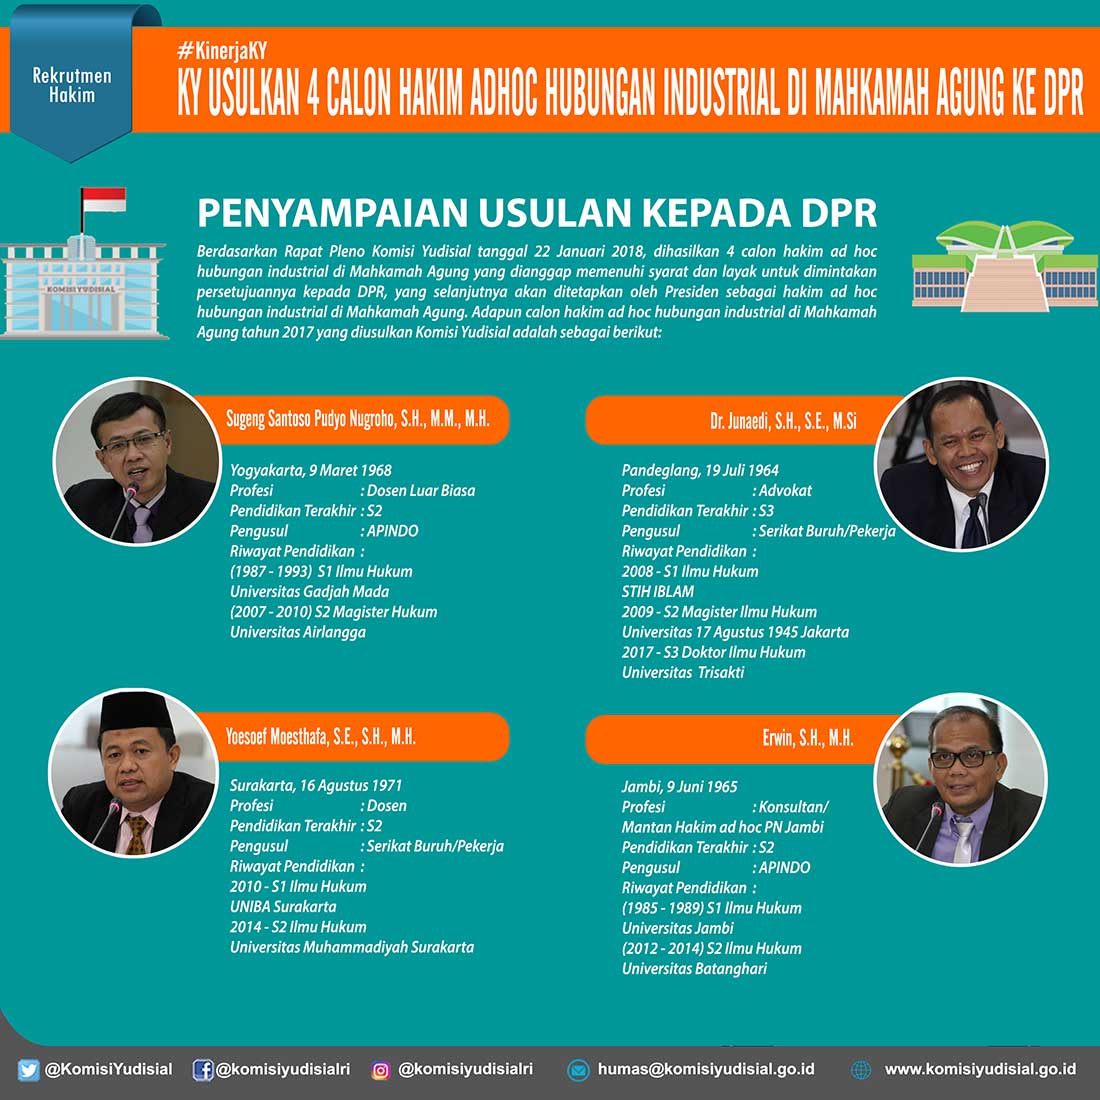 Rekrutmen
Hakim
#KinerjaKY
KY USULKAN 4 CALON HAKIM ADHOC HUBUNGAN INDUSTRIAL DI MAHKAMAH AGUNG KE DPR
KOMISI YUDISIAL
PENYAMPAIAN USULAN KEPADA DPR
Berdasarkan Rapat Pleno Komisi Yudisial tanggal 22 Januari 2018, dihasilkan 4 calon hakim ad hoc
hubungan industrial di Mahkamah Agung yang dianggap memenuhi syarat dan layak untuk dimintakan
persetujuannya kepada DPR, yang selanjutnya akan ditetapkan oleh Presiden sebagai hakim ad hoc
hubungan industrial di Mahkamah Agung. Adapun calon hakim ad hoc hubungan industrial di Mahkamah
Agung tahun 2017 yang diusulkan Komisi Yudisial adalah sebagai berikut:
Sugeng Santoso Pudyo Nugroho, S.H., M.M., M.H.
Yogyakarta, 9 Maret 1968
Profesi : Dosen Luar Biasa
Pendidikan Terakhir : S2
Pengusul : APINDO
Riwayat Pendidikan :
(1987 - 1993) S1 Ilmu Hukum
Universitas Gadjah Mada
(2007 - 2010) S2 Magister Hukum
Universitas Airlangga
Dr. Junaedi, S.H., S.E., M.Si
Pandeglang, 19 Juli 1964
Profesi : Advokat
Pendidikan Terakhir : S3
Pengusul : Serikat Buruh/Pekerja
Riwayat Pendidikan :
2008 - S1 Ilmu Hukum
STIH IBLAM
2009 - S2 Magister Ilmu Hukum
Universitas 17 Agustus 1945 Jakarta
2017 - S3 Doktor Ilmu Hukum
Universitas Trisakti
Yoesoef Moesthafa, S.E., S.H., M.H.
Surakarta, 16 Agustus 1971
Profesi : Dosen
Pendidikan Terakhir : S2
Pengusul : Serikat Buruh/Pekerja
Riwayat Pendidikan :
2010 - S1 Ilmu Hukum
UNIBA Surakarta
2014 - S2 Ilmu Hukum
Universitas Muhammadiyah Surakarta
Erwin, S.H., M.H.
Jambi, 9 Juni 1965
Profesi : Konsultan/
Mantan Hakim ad hoc PN Jambi
Pendidikan Terakhir : S2
Pengusul : APINDO
Riwayat Pendidikan :
(1985 - 1989) S1 Ilmu Hukum
Universitas Jambi
(2012 - 2014) S2 Ilmu Hukum
Universitas Batanghari
@KomisiYudisial @komisiyudisialri @komisiyudisialri humas@komisiyudisial.go.id www.komisiyudisial.go.id